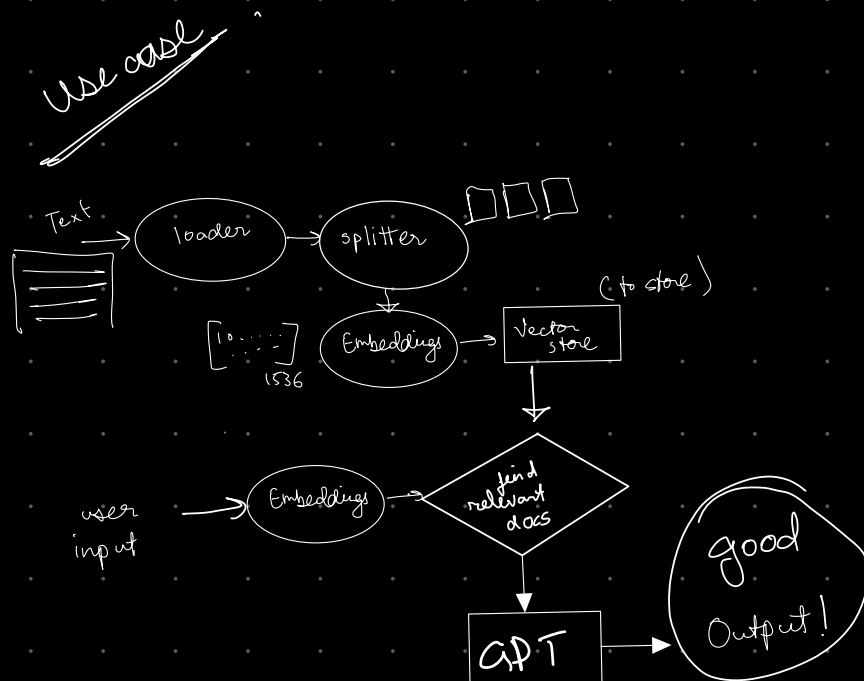 Use case
Text
loader
splitter
(to store)
Embeddings
Vector
store
1536
user
input
Embeddings
find
relevant
docs
good
Output!
GPT